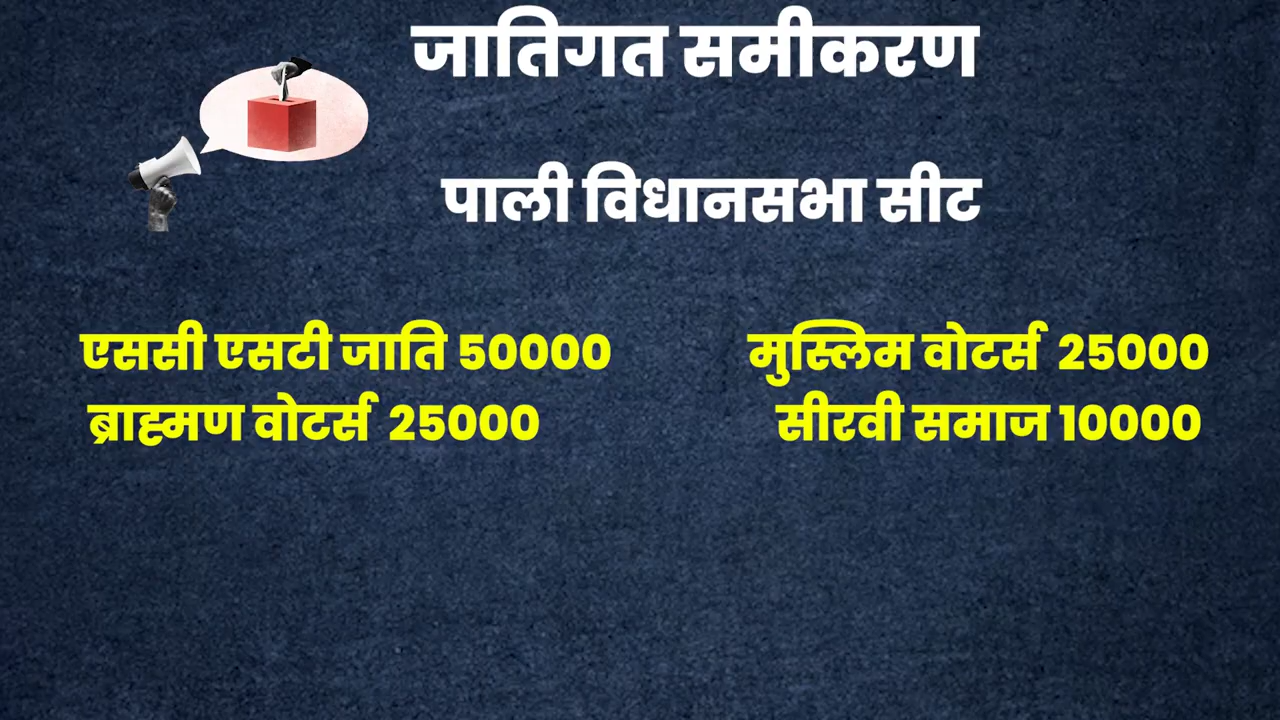 जातिगत समीकरण
पाली विधानसभा सीट
एससी एसटी जाति 50000
मुस्लिम वोटर्स 25000
ब्राह्मण वोटर्स 25000
सीरवी समाज 10000